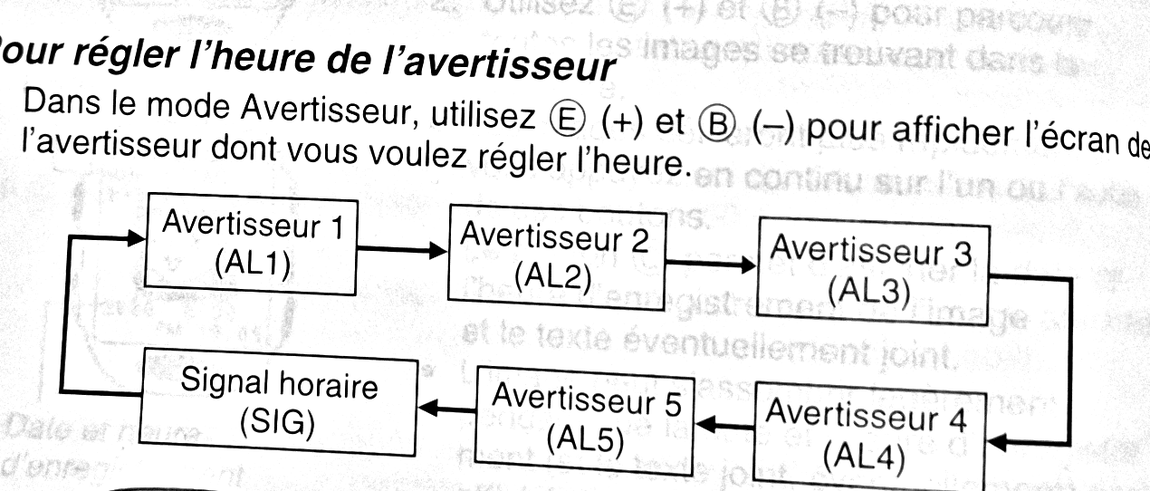 our régler l'heure de l'avertisseur
Dans le mode Avertisseur, utilisez Ⓔ (+) et Ⓑ (–) pour afficher l'écran de
l'avertisseur dont vous voulez régler l'heure.
Avertisseur 1
(AL1)
Avertisseur 2
(AL2)
Avertisseur 3
(AL3)
Signal horaire
(SIG)
Avertisseur 5
(AL5)
Avertisseur 4
(AL4)